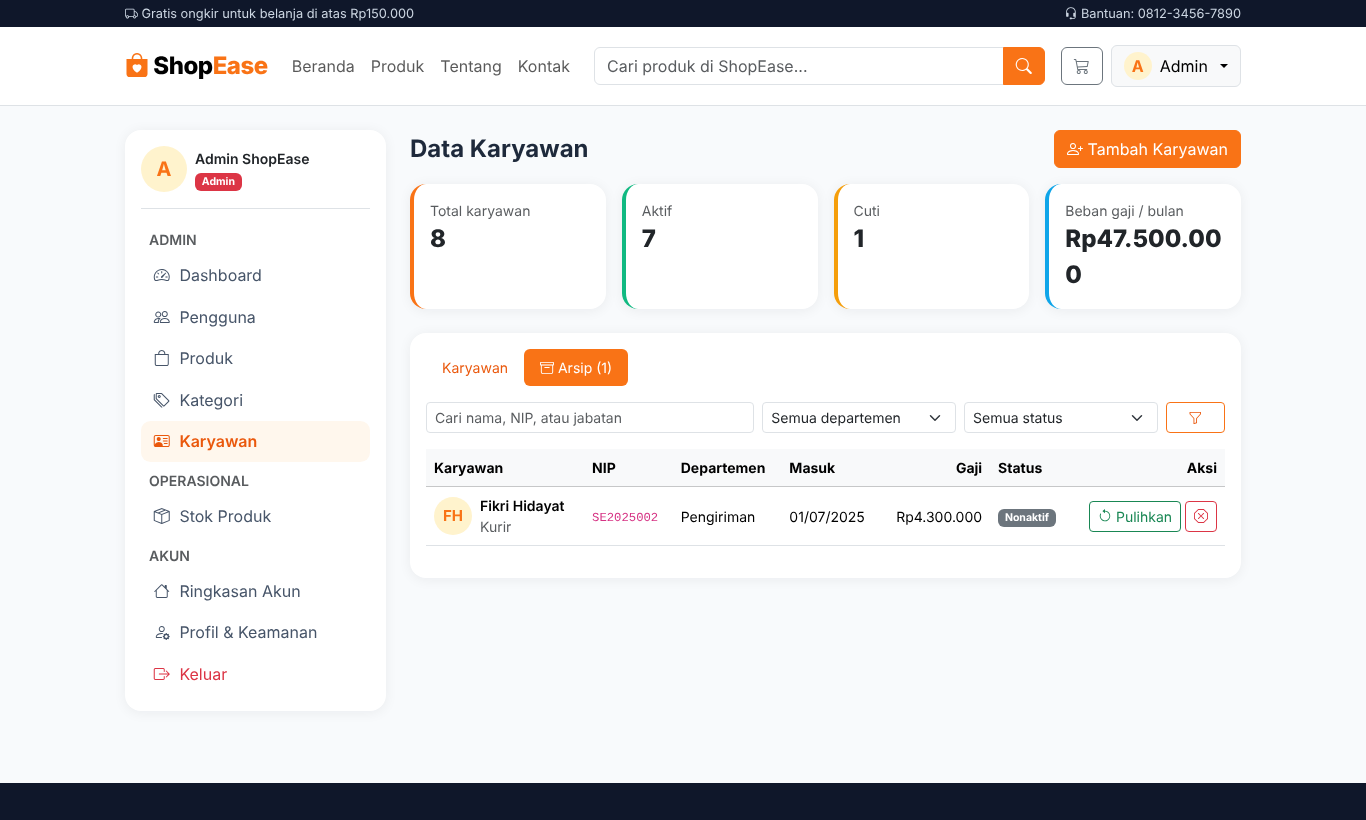 Gratis ongkir untuk belanja di atas Rp150.000
Bantuan: 0812-3456-7890
ShopEase
Beranda Produk Tentang Kontak
Cari produk di ShopEase...
A Admin
A
Admin ShopEase
Admin
ADMIN
Dashboard
Pengguna
Produk
Kategori
Karyawan
OPERASIONAL
Stok Produk
AKUN
Ringkasan Akun
Profil & Keamanan
Keluar
Data Karyawan
Tambah Karyawan
Total karyawan
8
Aktif
7
Cuti
1
Beban gaji / bulan
Rp47.500.00
0
Karyawan
Arsip (1)
Cari nama, NIP, atau jabatan
Semua departemen
Semua status
Karyawan NIP Departemen Masuk Gaji Status Aksi
FH
Fikri Hidayat
Kurir
SE2025002 Pengiriman 01/07/2025 Rp4.300.000 Nonaktif Pulihkan